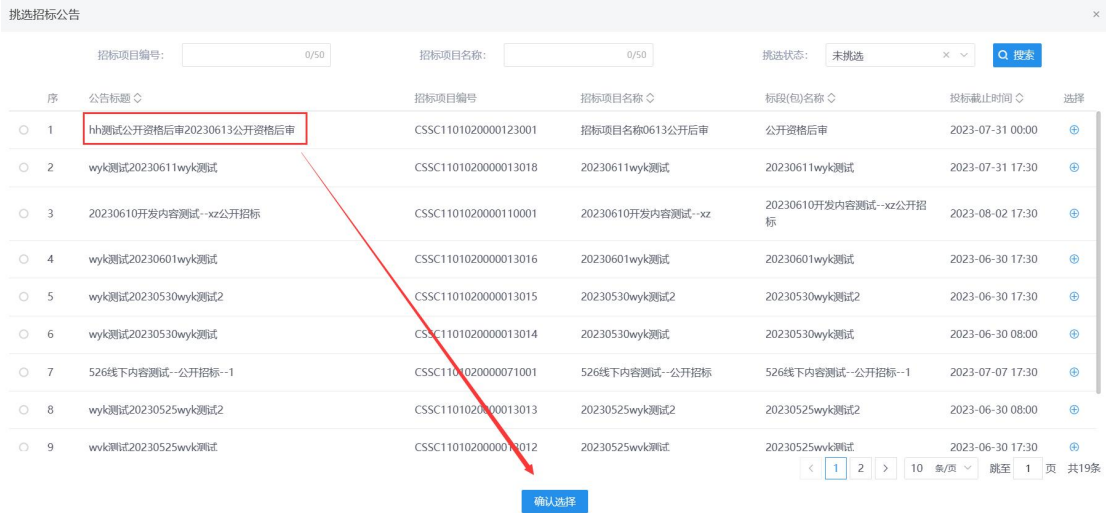 挑选招标公告
招标项目编号: 0/50 招标项目名称: 0/50 挑选状态: 未挑选 搜索
序 公告标题 招标项目编号 招标项目名称 标段(包)名称 投标截止时间 选择
1 hh测试公开资格后审20230613公开资格后审 CSSC1101020000123001 招标项目名称0613公开后审 公开资格后审 2023-07-31 00:00
2 wyk测试20230611wyk测试 CSSC1101020000013018 20230611wyk测试 20230611wyk测试 2023-07-31 17:30
3 20230610开发内容测试--xz公开招标 CSSC1101020000110001 20230610开发内容测试--xz 20230610开发内容测试--xz公开招
标 2023-08-02 17:30
4 wyk测试20230601wyk测试 CSSC1101020000013016 20230601wyk测试 20230601wyk测试 2023-06-30 17:30
5 wyk测试20230530wyk测试2 CSSC1101020000013015 20230530wyk测试2 20230530wyk测试2 2023-06-30 17:30
6 wyk测试20230530wyk测试 CSSC1101020000013014 20230530wyk测试 20230530wyk测试 2023-06-30 08:00
7 526线下内容测试--公开招标--1 CSSC1101020000071001 526线下内容测试--公开招标 526线下内容测试--公开招标--1 2023-07-07 17:30
8 wyk测试20230525wyk测试2 CSSC1101020000013013 20230525wyk测试2 20230525wyk测试2 2023-06-30 08:00
9 wyk测试20230525wyk测试 CSSC1101020000013012 20230525wyk测试 20230525wyk测试 2023-06-30 17:30
< 1 2 > 10 条/页 跳至 1 页 共19条
确认选择